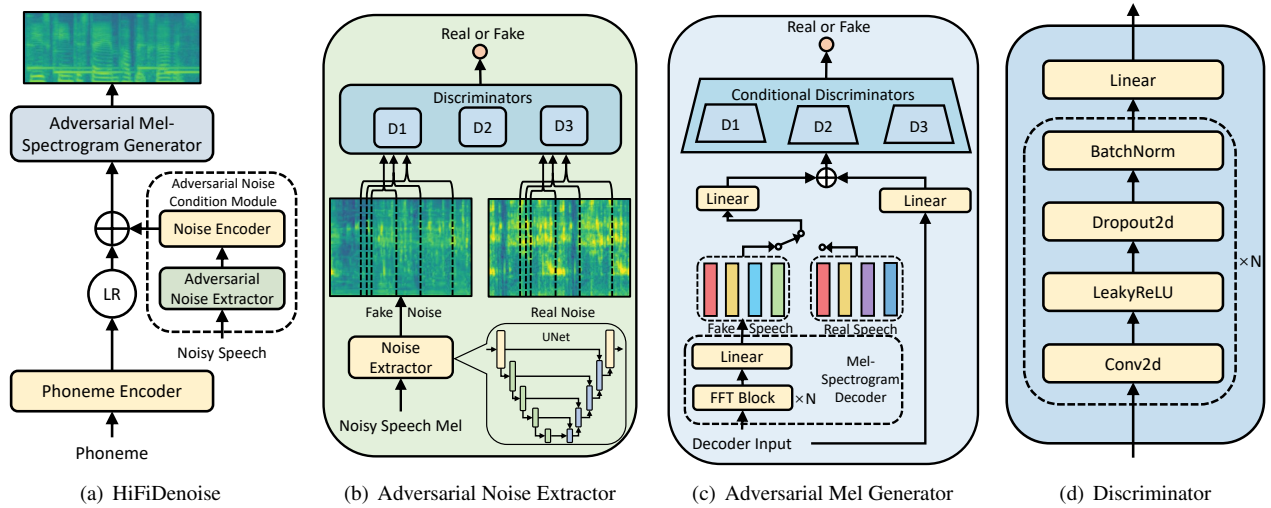 Adversarial Mel-
Spectrogram Generator
Adversarial Noise
Condition Module
Noise Encoder
Adversarial
Noise Extractor
LR
Noisy Speech
Phoneme Encoder
Phoneme
(a) HiFiDenoise
Real or Fake
Discriminators
D1 D2 D3
Fake Noise
Real Noise
Noise
Extractor
UNet
Noisy Speech Mel
(b) Adversarial Noise Extractor
Real or Fake
Conditional Discriminators
D1 D2 D3
Linear
Linear
Fake Speech
Real Speech
Linear
FFT Block
×N
Mel-
Spectrogram
Decoder
Decoder Input
(c) Adversarial Mel Generator
Linear
BatchNorm
Dropout2d
LeakyReLU
Conv2d
×N
(d) Discriminator